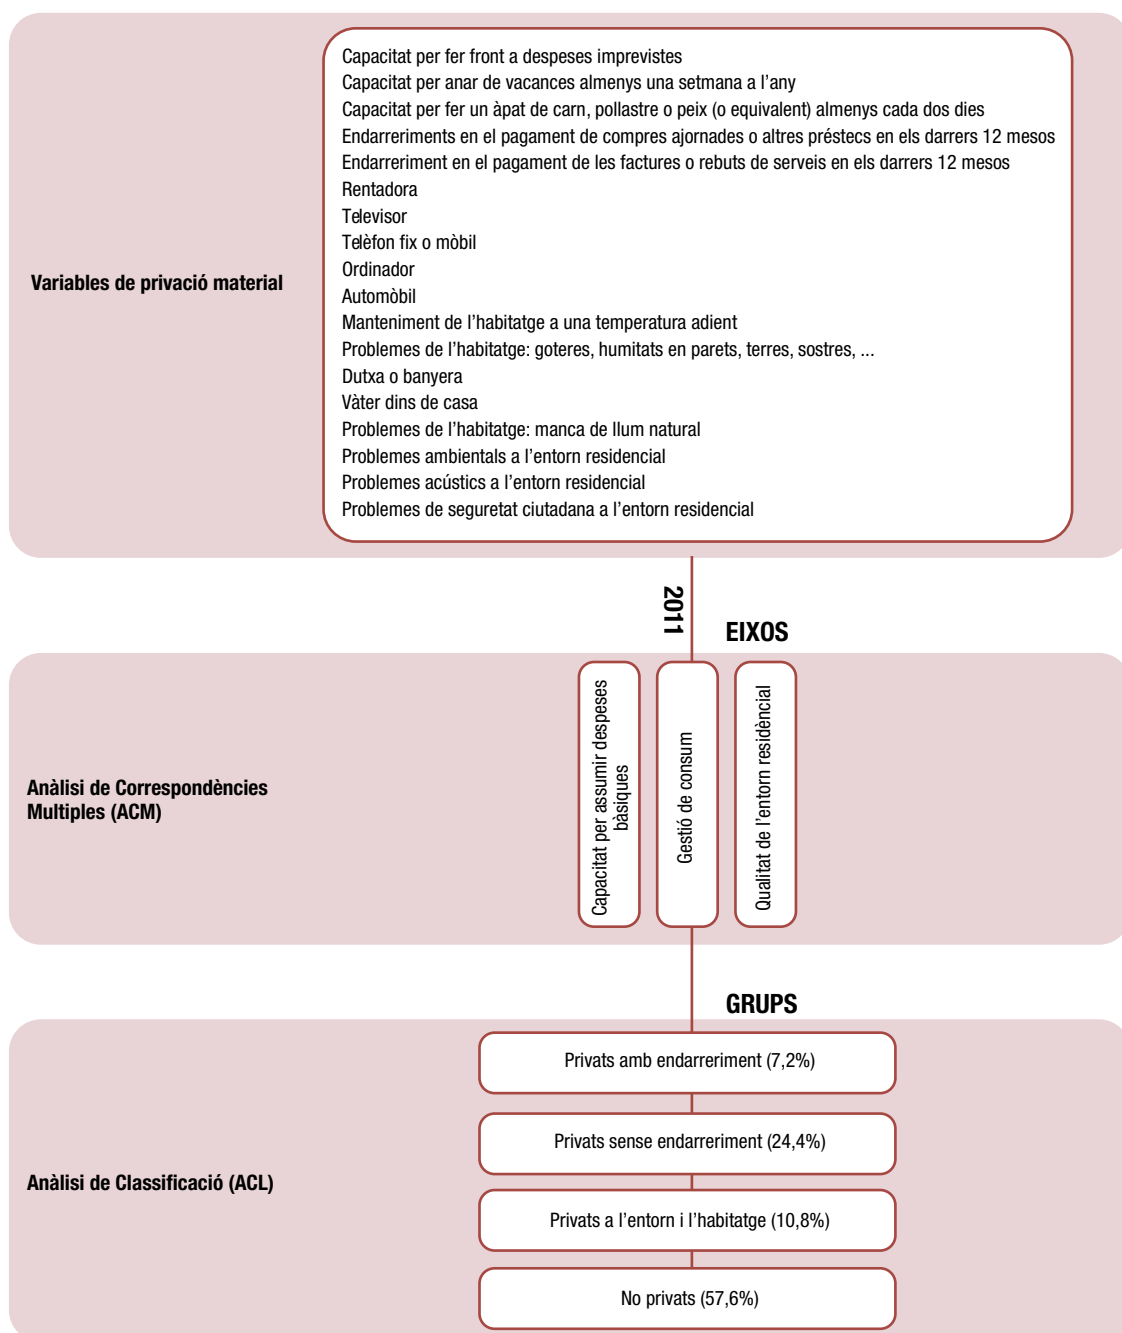 Capacitat per fer front a despeses imprevistes
Capacitat per anar de vacances almenys una setmana a l'any
Capacitat per fer un àpat de carn, pollastre o peix (o equivalent) almenys cada dos dies
Endarreriments en el pagament de compres ajornades o altres préstecs en els darrers 12 mesos
Endarreriment en el pagament de les factures o rebuts de serveis en els darrers 12 mesos
Rentadora
Televisor
Telèfon fix o mòbil
Ordinador
Automòbil
Manteniment de l'habitatge a una temperatura adient
Problemes de l'habitatge: goteres, humitats en parets, terres, sostres, ...
Dutxa o banyera
Vàter dins de casa
Problemes de l'habitatge: manca de llum natural
Problemes ambientals a l'entorn residencial
Problemes acústics a l'entorn residencial
Problemes de seguretat ciutadana a l'entorn residencial
Variables de privació material
2011
EIXOS
Anàlisi de Correspondències
Multiples (ACM)
Capacitat per assumir despeses
bàsiques
Gestió de consum
Qualitat de l'entorn residèncial
GRUPS
Anàlisi de Classificació (ACL)
Privats amb endarreriment (7,2%)
Privats sense endarreriment (24,4%)
Privats a l'entorn i l'habitatge (10,8%)
No privats (57,6%)